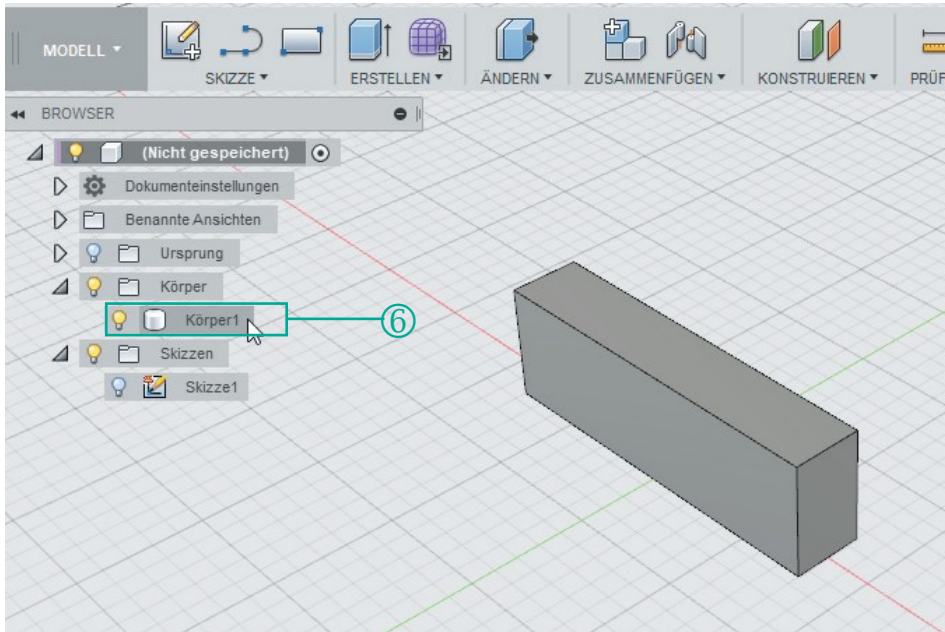 MODELL
SKIZZE
ERSTELLEN
ÄNDERN
ZUSAMMENFÜGEN
KONSTRUIEREN
PRÜF
BROWSER
(Nicht gespeichert)
Dokumenteinstellungen
Benannte Ansichten
Ursprung
Körper
Körper1
⑥
Skizzen
Skizze1